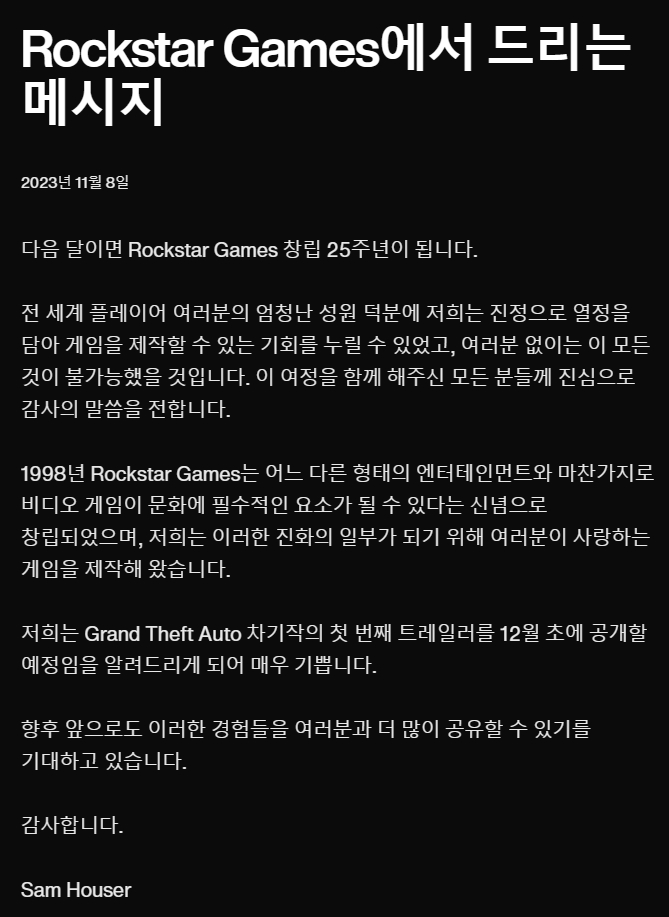 Rockstar Games에서 드리는
메시지
2023년 11월 8일
다음 달이면 Rockstar Games 창립 25주년이 됩니다.
전 세계 플레이어 여러분의 엄청난 성원 덕분에 저희는 진정으로 열정을
담아 게임을 제작할 수 있는 기회를 누릴 수 있었고, 여러분 없이는 이 모든
것이 불가능했을 것입니다. 이 여정을 함께 해주신 모든 분들께 진심으로
감사의 말씀을 전합니다.
1998년 Rockstar Games는 어느 다른 형태의 엔터테인먼트와 마찬가지로
비디오 게임이 문화에 필수적인 요소가 될 수 있다는 신념으로
창립되었으며, 저희는 이러한 진화의 일부가 되기 위해 여러분이 사랑하는
게임을 제작해 왔습니다.
저희는 Grand Theft Auto 차기작의 첫 번째 트레일러를 12월 초에 공개할
예정임을 알려드리게 되어 매우 기쁩니다.
향후 앞으로도 이러한 경험들을 여러분과 더 많이 공유할 수 있기를
기대하고 있습니다.
감사합니다.
Sam Houser